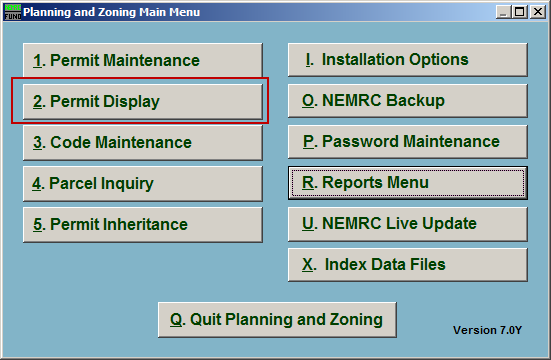 Planning and Zoning Main Menu
1. Permit Maintenance
2. Permit Display
3. Code Maintenance
4. Parcel Inquiry
5. Permit Inheritance
I. Installation Options
O. NEMRC Backup
P. Password Maintenance
R. Reports Menu
U. NEMRC Live Update
X. Index Data Files
Q. Quit Planning and Zoning
Version 7.0Y